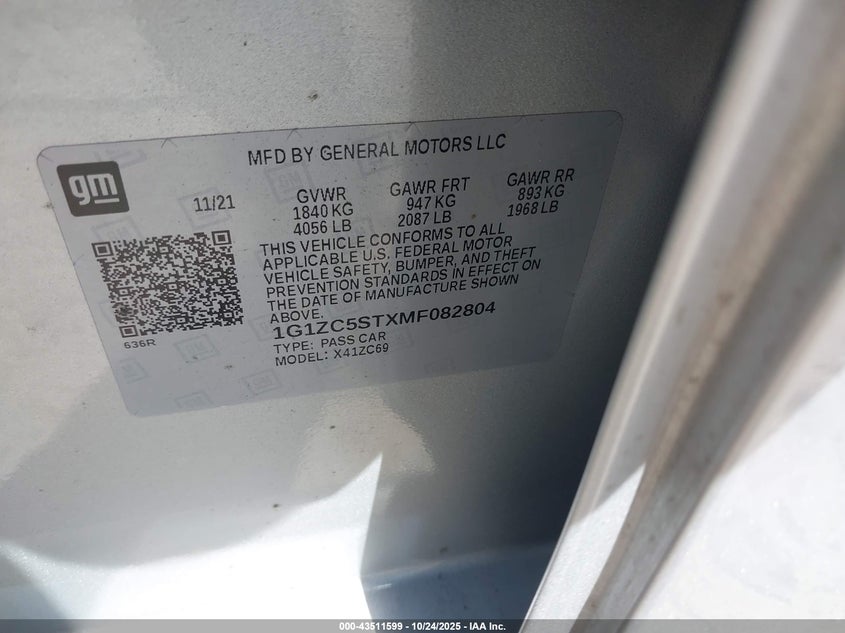 MFD BY GENERAL MOTORS LLC
gm
11/21
GVWR
1840 KG
4056 LB
GAWR FRT
947 KG
2087 LB
GAWR RR
893 KG
1968 LB
THIS VEHICLE CONFORMS TO ALL
APPLICABLE U.S. FEDERAL MOTOR
VEHICLE SAFETY, BUMPER, AND THEFT
PREVENTION STANDARDS IN EFFECT ON
THE DATE OF MANUFACTURE SHOWN
ABOVE.
1G1ZC5STXMF082804
TYPE: PASS CAR
MODEL: X41ZC69
636R
000-43511599 - 10/24/2025 - IAA Inc.